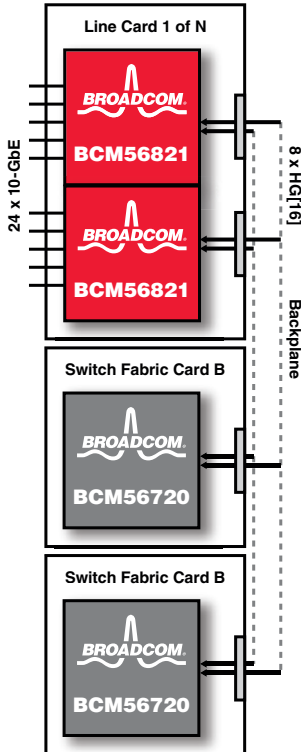 Line Card 1 of N
BROADCOM.
BCM56821
BROADCOM.
BCM56821
24 x 10-GbE
8 x HG[16]
Backplane
Switch Fabric Card B
BROADCOM.
BCM56720
Switch Fabric Card B
BROADCOM.
BCM56720